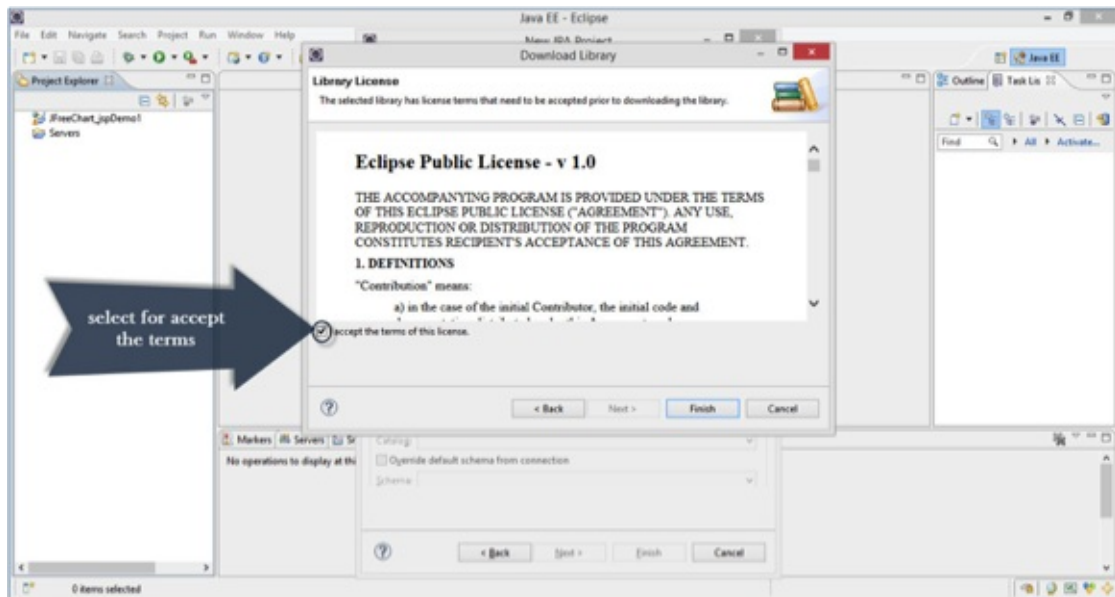 Java EE - Eclipse
File Edit Navigate Search Project Run Window Help
New JPA Project
Download Library
Java EE
Project Explorer
JFreeChart_jspDemo1
Servers
Library License
The selected library has license terms that need to be accepted prior to downloading the library.
Eclipse Public License - v 1.0
THE ACCOMPANYING PROGRAM IS PROVIDED UNDER THE TERMS
OF THIS ECLIPSE PUBLIC LICENSE ("AGREEMENT"). ANY USE,
REPRODUCTION OR DISTRIBUTION OF THE PROGRAM
CONSTITUTES RECIPIENT'S ACCEPTANCE OF THIS AGREEMENT.
1. DEFINITIONS
"Contribution" means:
a) in the case of the initial Contributor, the initial code and
select for accept
the terms
accept the terms of this license.
< Back Next > Finish Cancel
Outline Task Lis
Find All Activate...
Markers Servers
No operations to display at thi
Catalog:
Override default schema from connection
Schema:
< Back Next > Finish Cancel
0 items selected